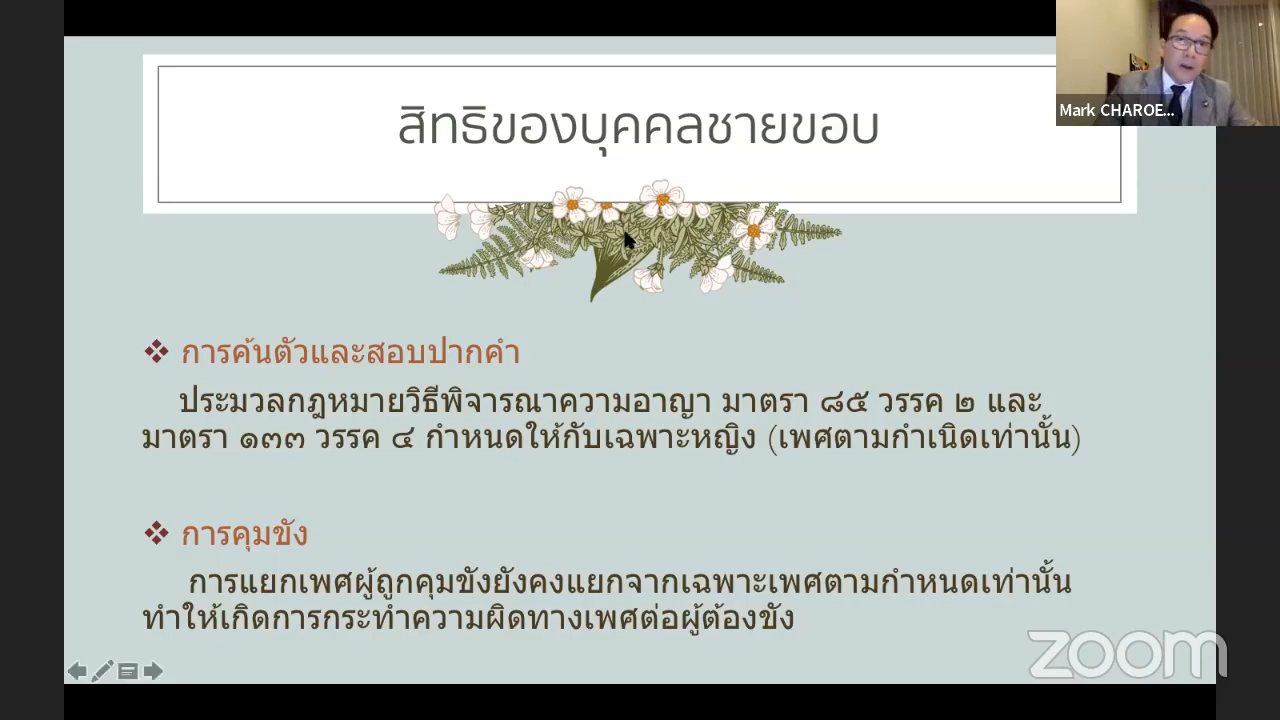 Mark CHAROE...
สิทธิของบุคคลชายขอบ
❖ การค้นตัวและสอบปากคำ
ประมวลกฎหมายวิธีพิจารณาความอาญา มาตรา ๘๕ วรรค ๒ และ
มาตรา ๑๓๓ วรรค ๔ กำหนดให้กับเฉพาะหญิง (เพศตามกำเนิดเท่านั้น)
❖ การคุมขัง
การแยกเพศผู้ถูกคุมขังยังคงแยกจากเฉพาะเพศตามกำหนดเท่านั้น
ทำให้เกิดการกระทำความผิดทางเพศต่อผู้ต้องขัง
zoom